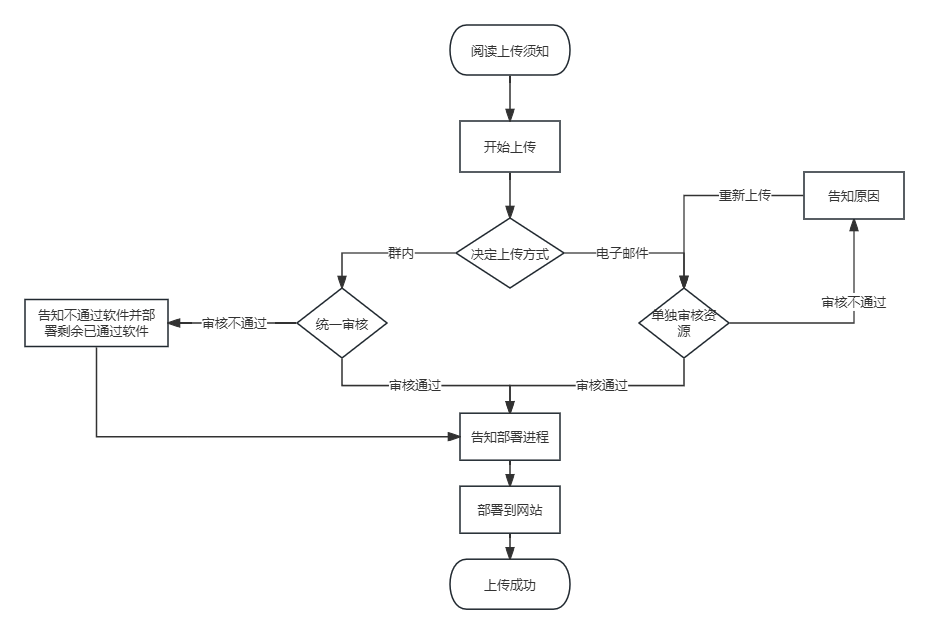 阅读上传须知
开始上传
重新上传
告知原因
群内
决定上传方式
电子邮件
告知不通过软件并部
署剩余已通过软件
审核不通过
统一审核
单独审核资
源
审核不通过
审核通过
审核通过
告知部署进程
部署到网站
上传成功